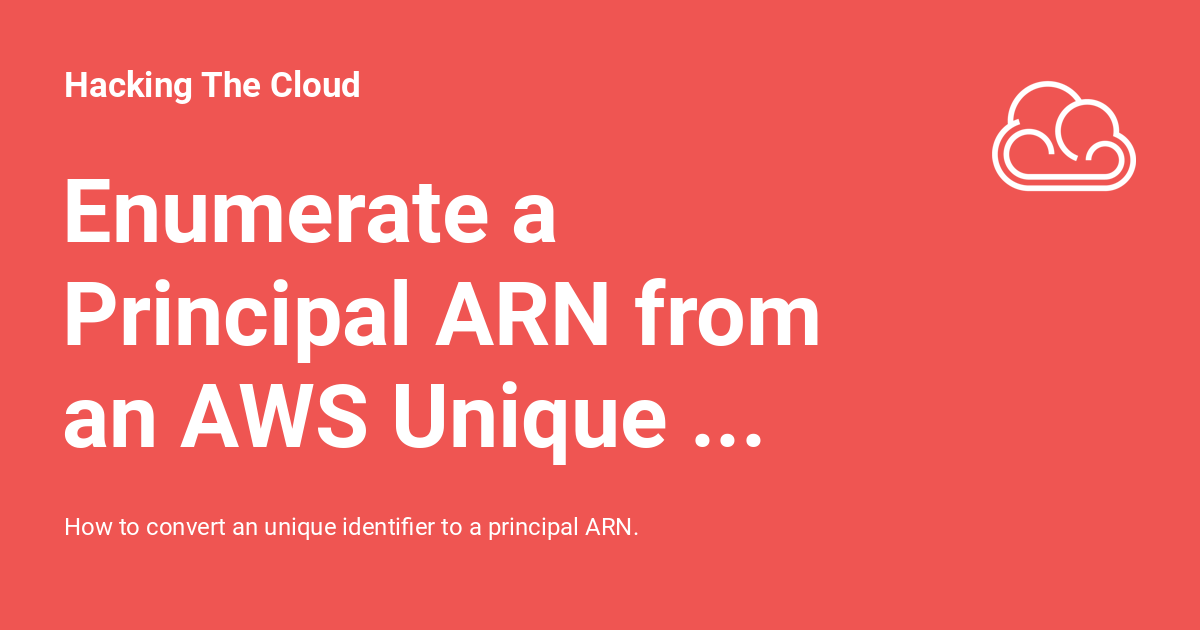 Hacking The Cloud
Enumerate a
Principal ARN from
an AWS Unique ...
How to convert an unique identifier to a principal ARN.